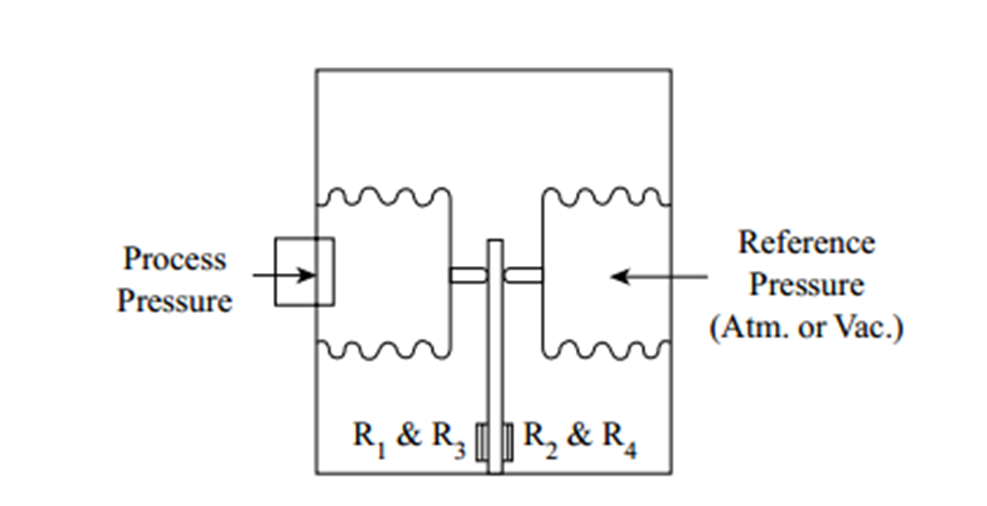 Process
Pressure
Reference
Pressure
(Atm. or Vac.)
R₁ & R₃
R₂ & R₄